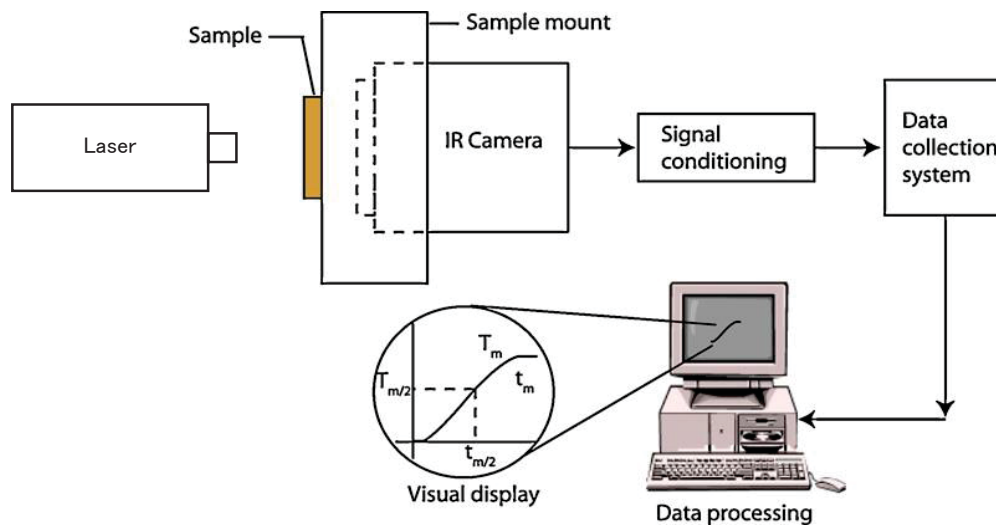 Sample
Sample mount
Laser
IR Camera
Signal
conditioning
Data
collection
system
Tm
tm
Tm/2
tm/2
Visual display
Data processing